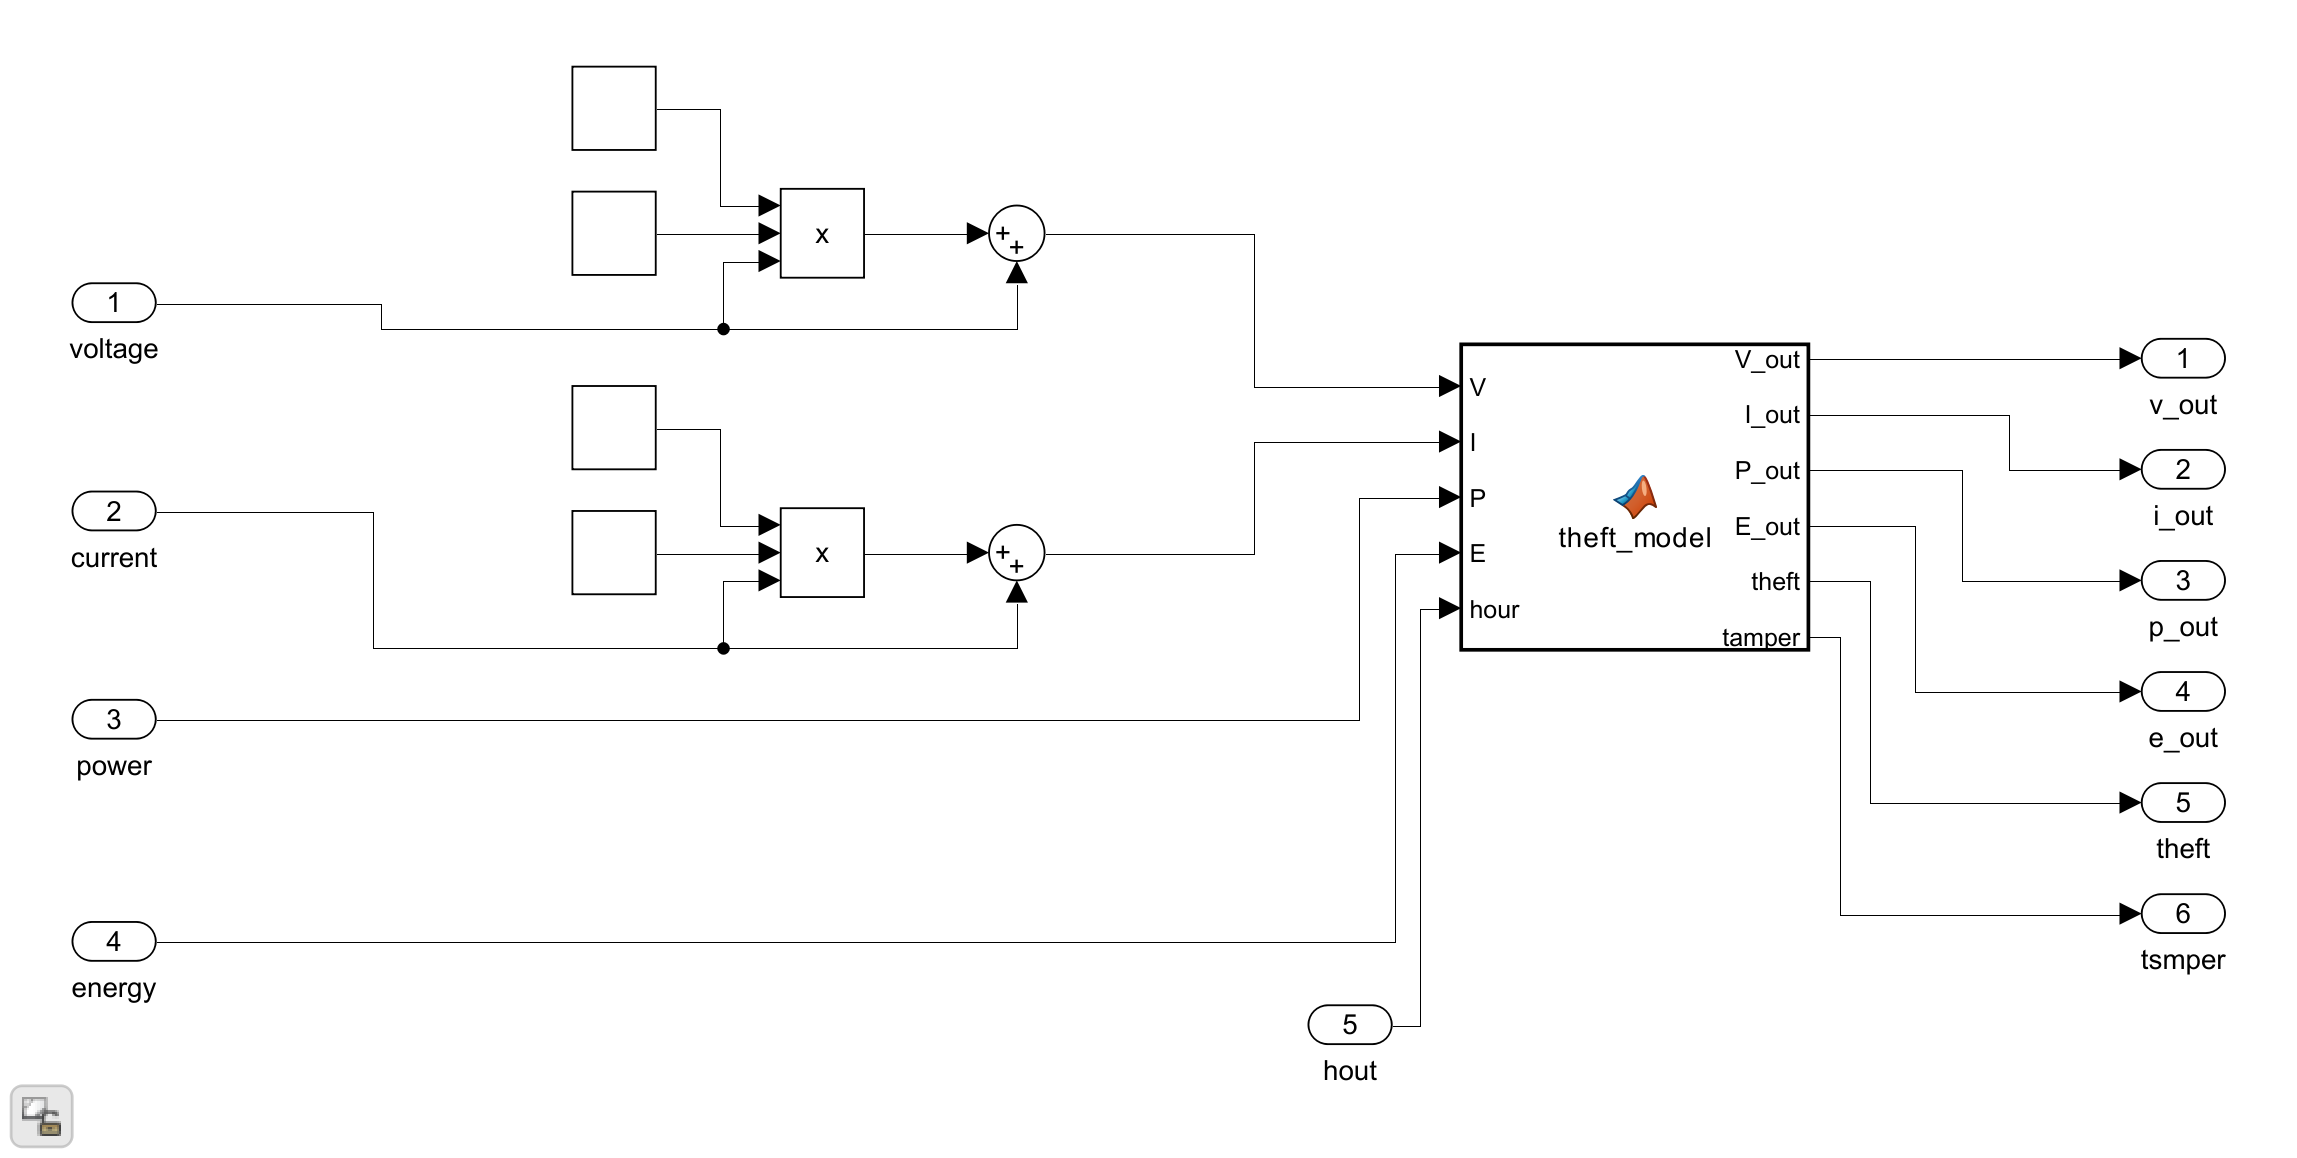 x
+
+
1
voltage
x
+
+
2
current
3
power
4
energy
5
hout
V
I
P
E
hour
theft_model
V_out
I_out
P_out
E_out
theft
tamper
1
v_out
2
i_out
3
p_out
4
e_out
5
theft
6
tsmper